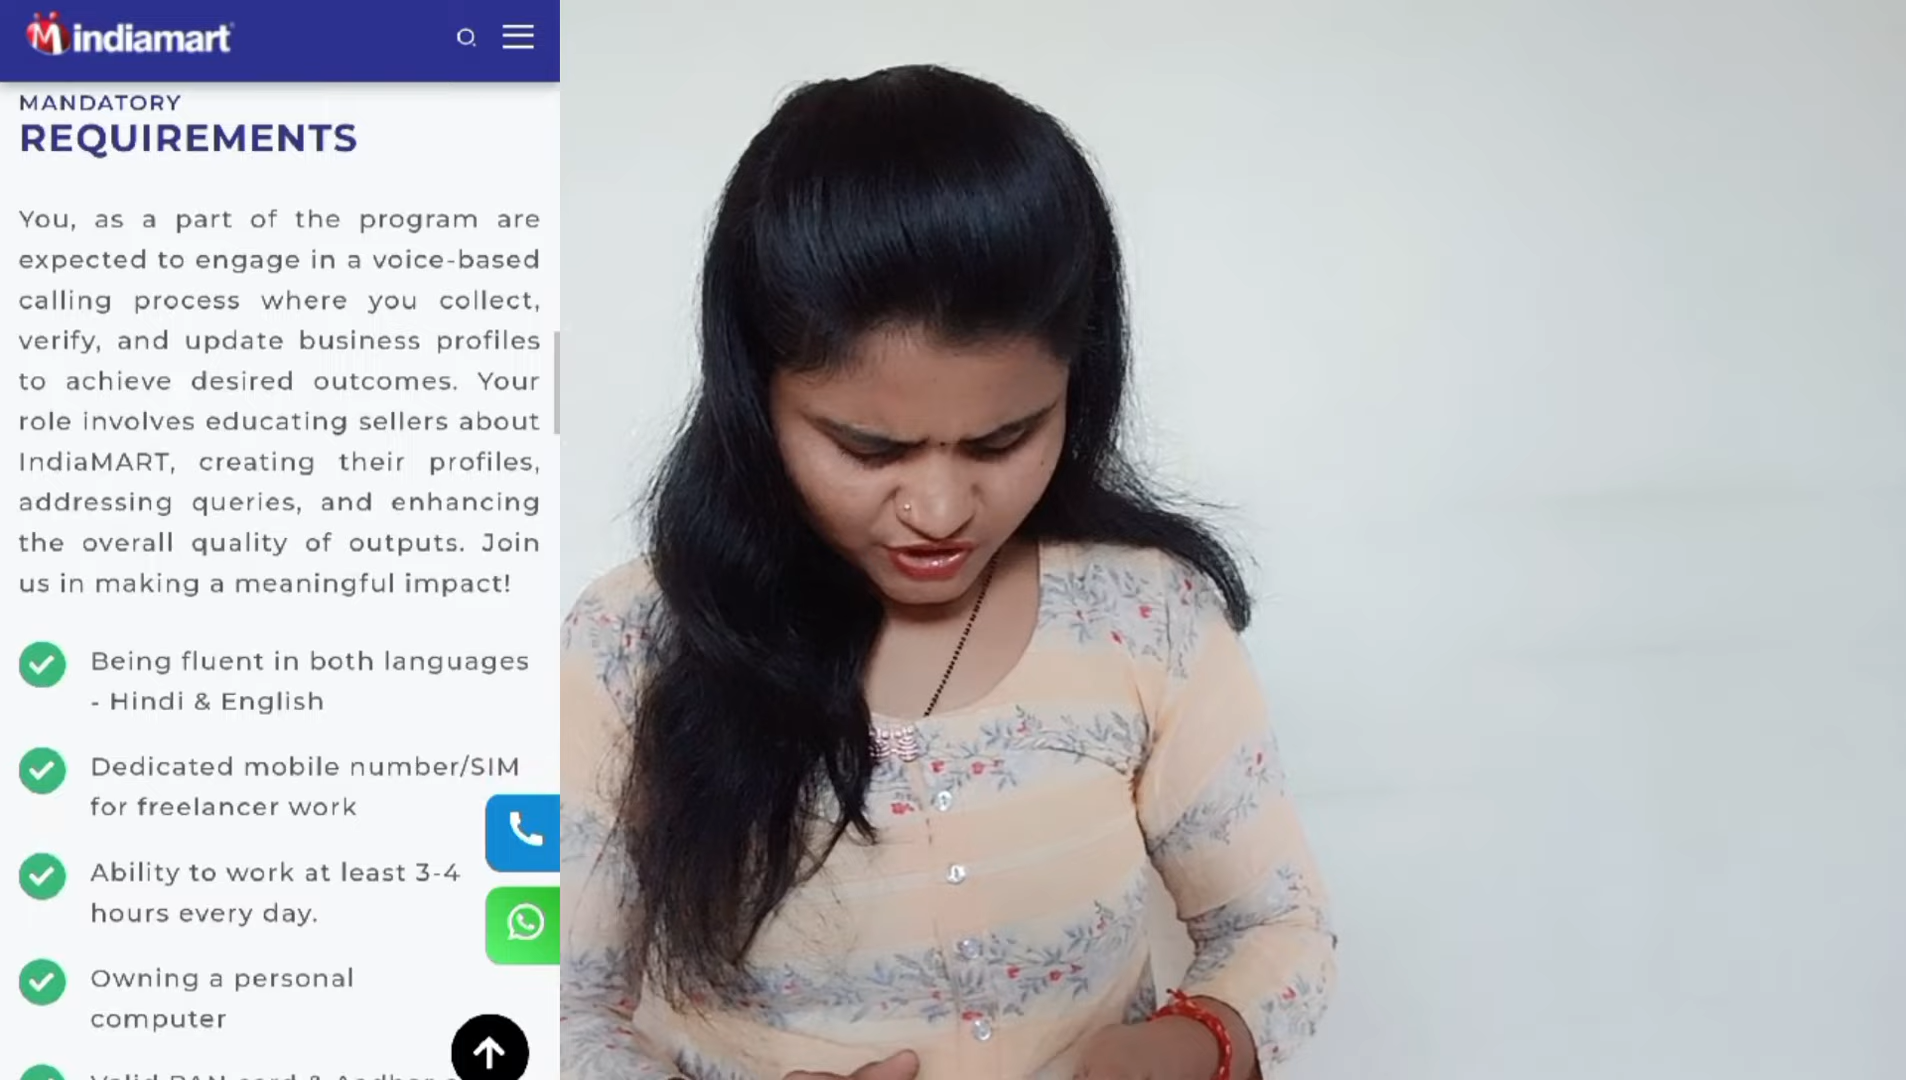 indiamart
MANDATORY
REQUIREMENTS
You, as a part of the program are
expected to engage in a voice-based
calling process where you collect,
verify, and update business profiles
to achieve desired outcomes. Your
role involves educating sellers about
IndiaMART, creating their profiles,
addressing queries, and enhancing
the overall quality of outputs. Join
us in making a meaningful impact!
Being fluent in both languages
- Hindi & English
Dedicated mobile number/SIM
for freelancer work
Ability to work at least 3-4
hours every day.
Owning a personal
computer
Valid PAN card &